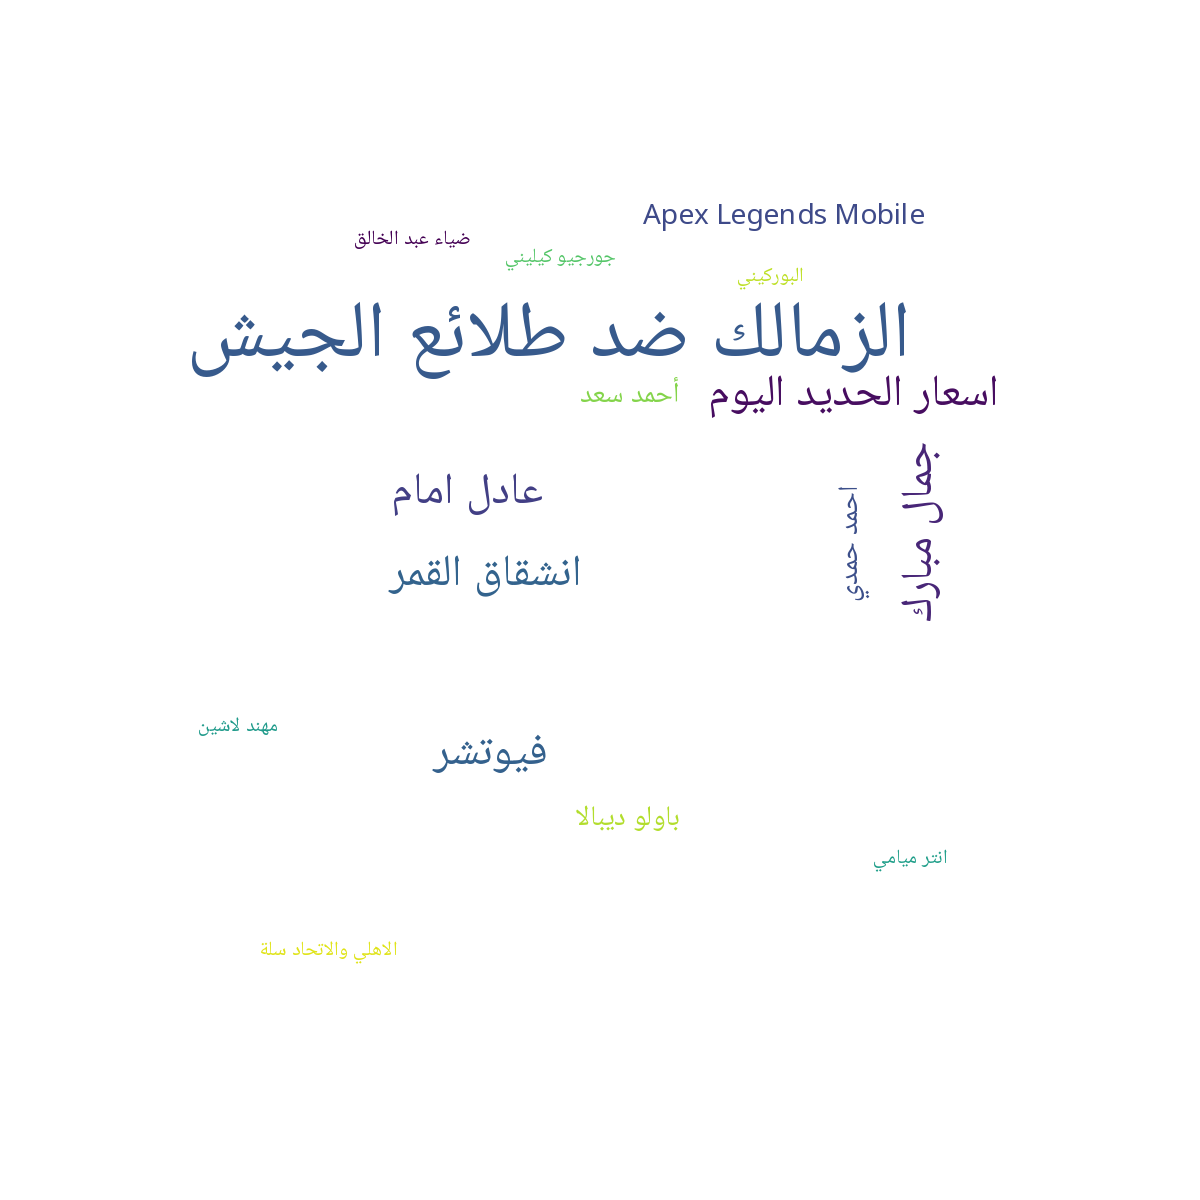 Apex Legends Mobile
ضياء عبد الخالق
جورجيو كيليني
البوركيني
الزمالك ضد طلائع الجيش
اسعار الحديد اليوم
أحمد سعد
جمال مبارك
احمد حمدي
عادل امام
انشقاق القمر
مهند لاشين
فيوتشر
باولو ديبالا
انتر ميامي
الاهلي والاتحاد سلة